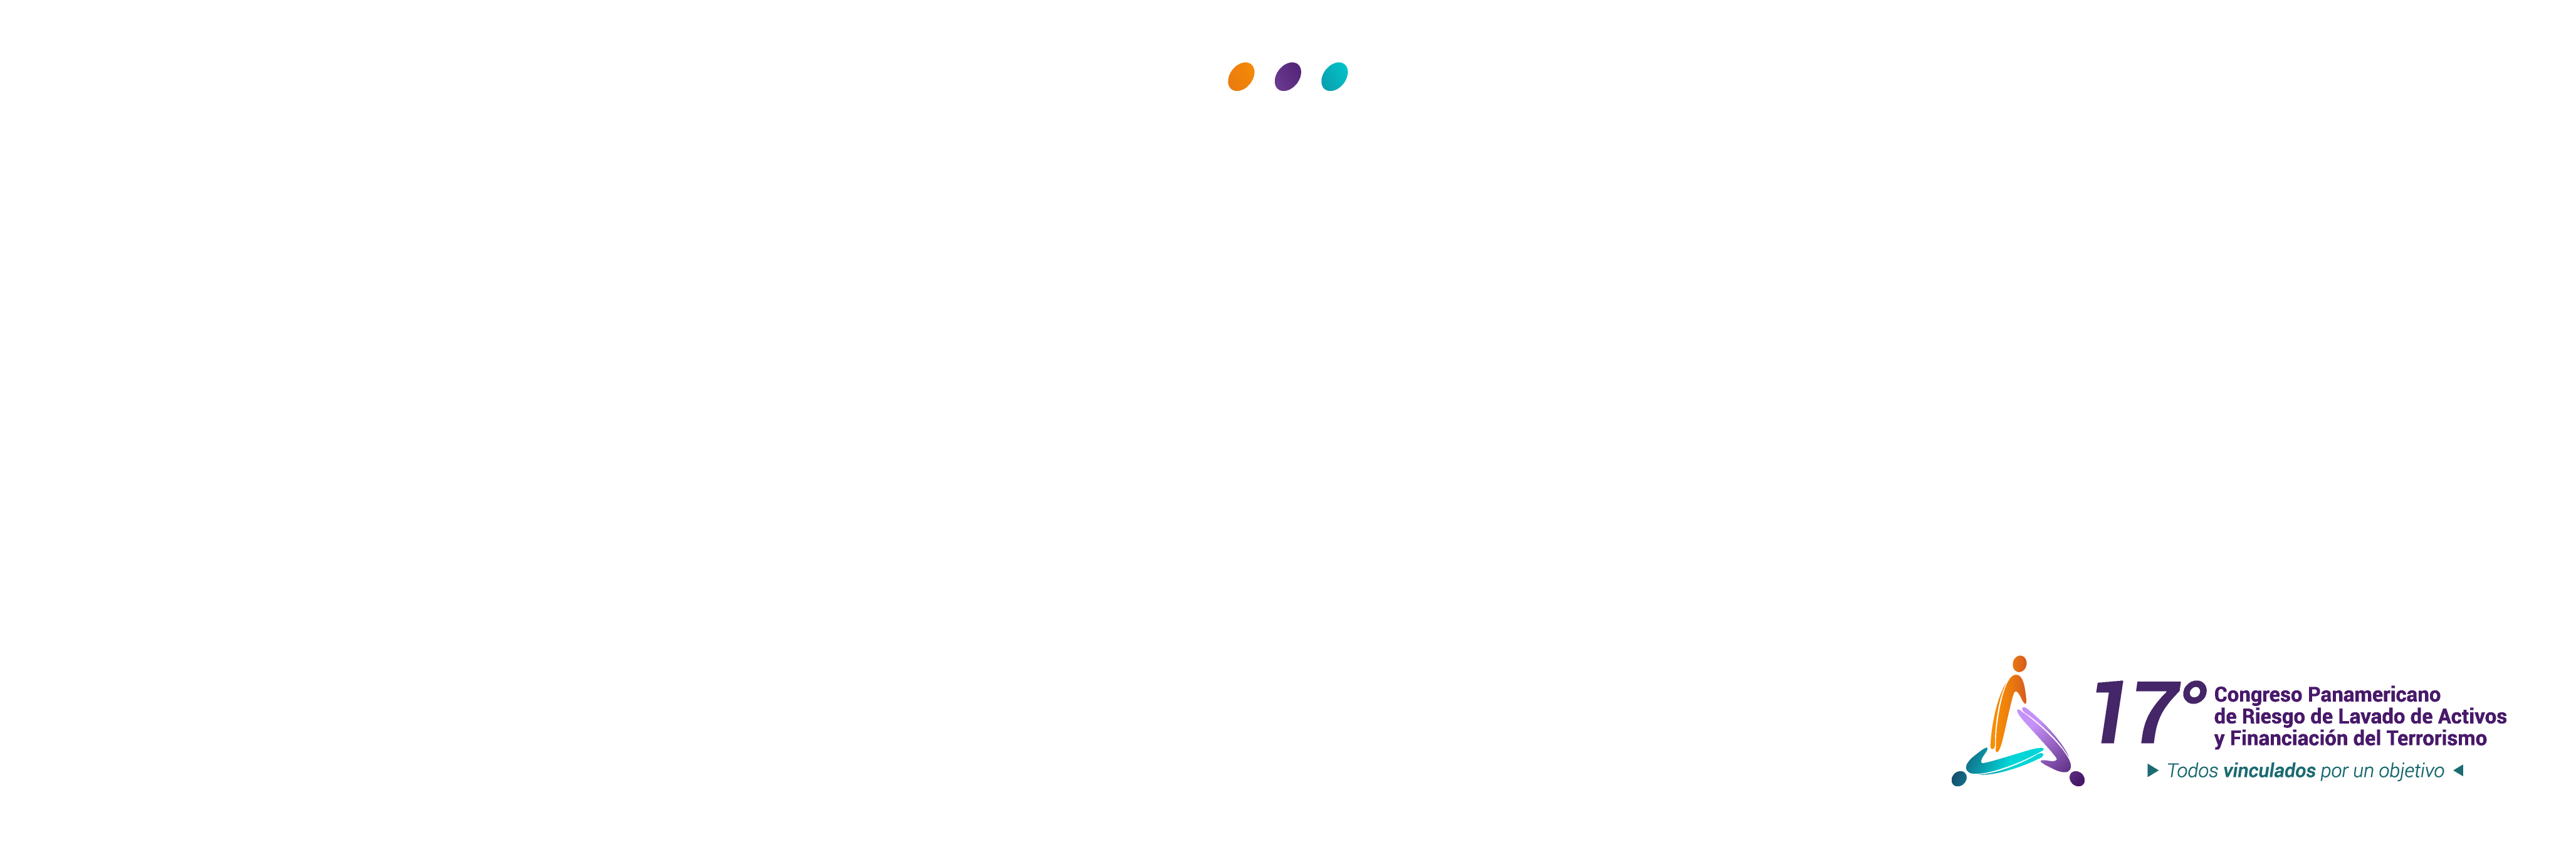 17°
Congreso Panamericano
de Riesgo de Lavado de Activos
y Financiación del Terrorismo
Todos vinculados por un objetivo